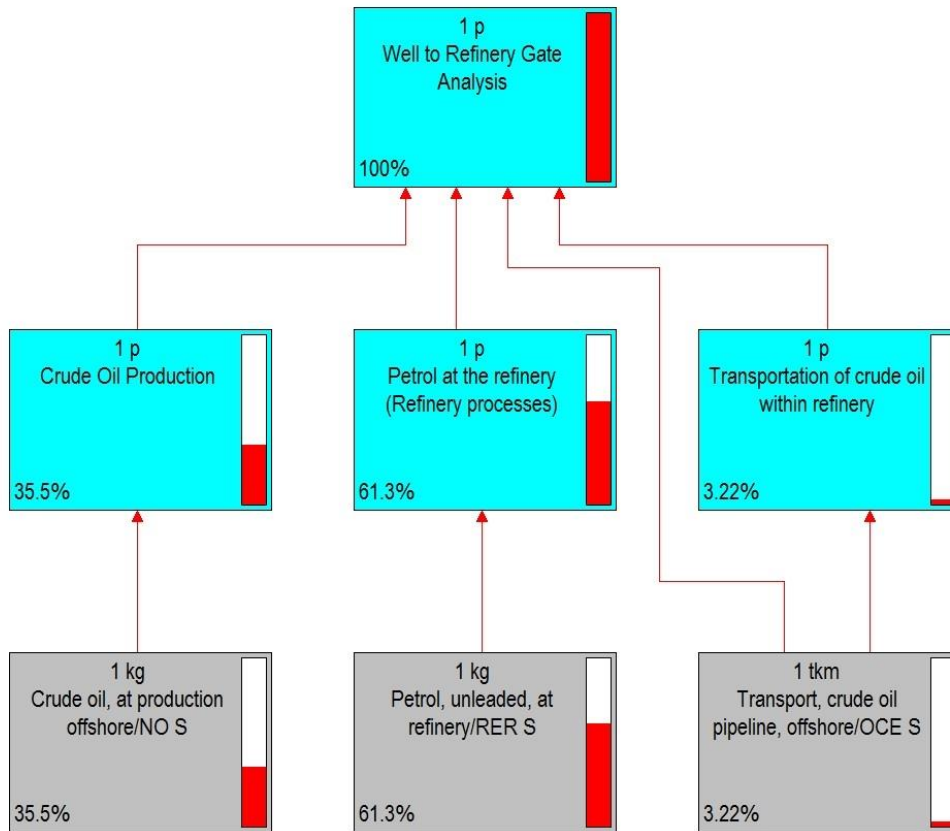 1 p
Well to Refinery Gate
Analysis
100%
1 p
Crude Oil Production
35.5%
1 p
Petrol at the refinery
(Refinery processes)
61.3%
1 p
Transportation of crude oil
within refinery
3.22%
1 kg
Crude oil, at production
offshore/NO S
35.5%
1 kg
Petrol, unleaded, at
refinery/RER S
61.3%
1 tkm
Transport, crude oil
pipeline, offshore/OCE S
3.22%